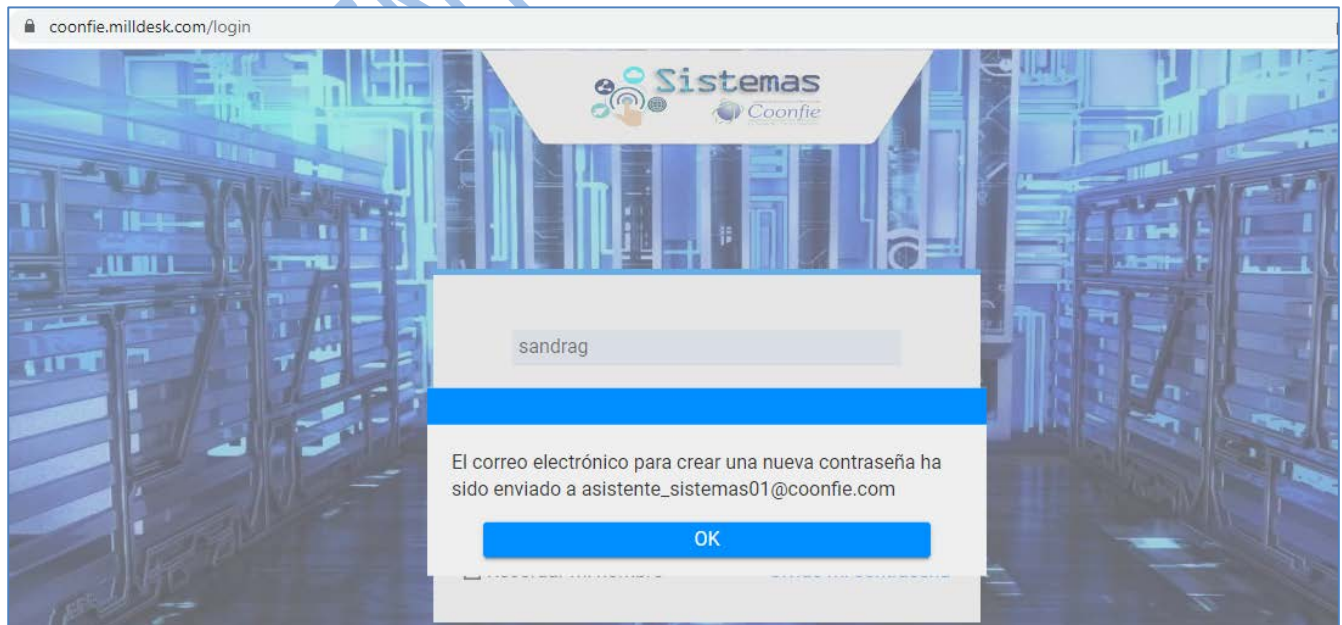 coonfie.milldesk.com/login
Sistemas
Coonfie
sandrag
El correo electrónico para crear una nueva contraseña ha
sido enviado a asistente_sistemas01@coonfie.com
OK